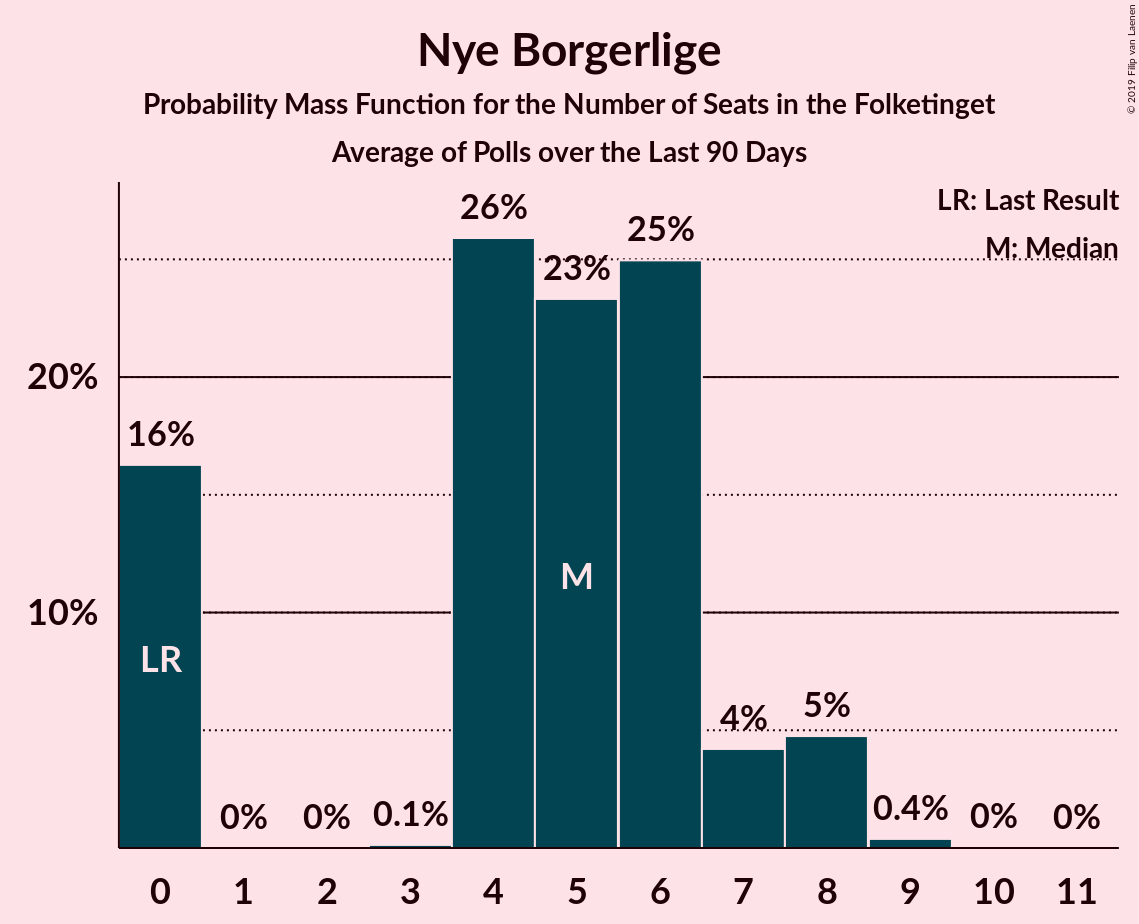 Nye Borgerlige
Probability Mass Function for the Number of Seats in the Folketinget
Average of Polls over the Last 90 Days
© 2019 Filip van Laenen
LR: Last Result
M: Median
26%
25%
23%
20%
16%
10%
M
LR
5%
4%
0% 0% 0.1% 0.4% 0% 0%
0 1 2 3 4 5 6 7 8 9 10 11